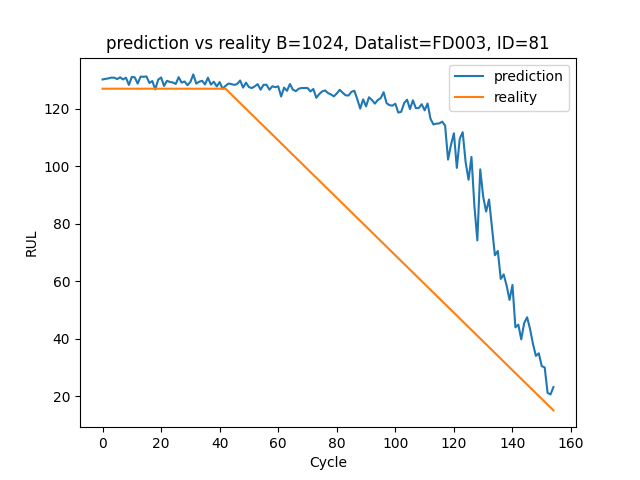 prediction vs reality B=1024, Datalist=FD003, ID=81
prediction
reality
RUL
120
100
80
60
40
20
0 20 40 60 80 100 120 140 160
Cycle